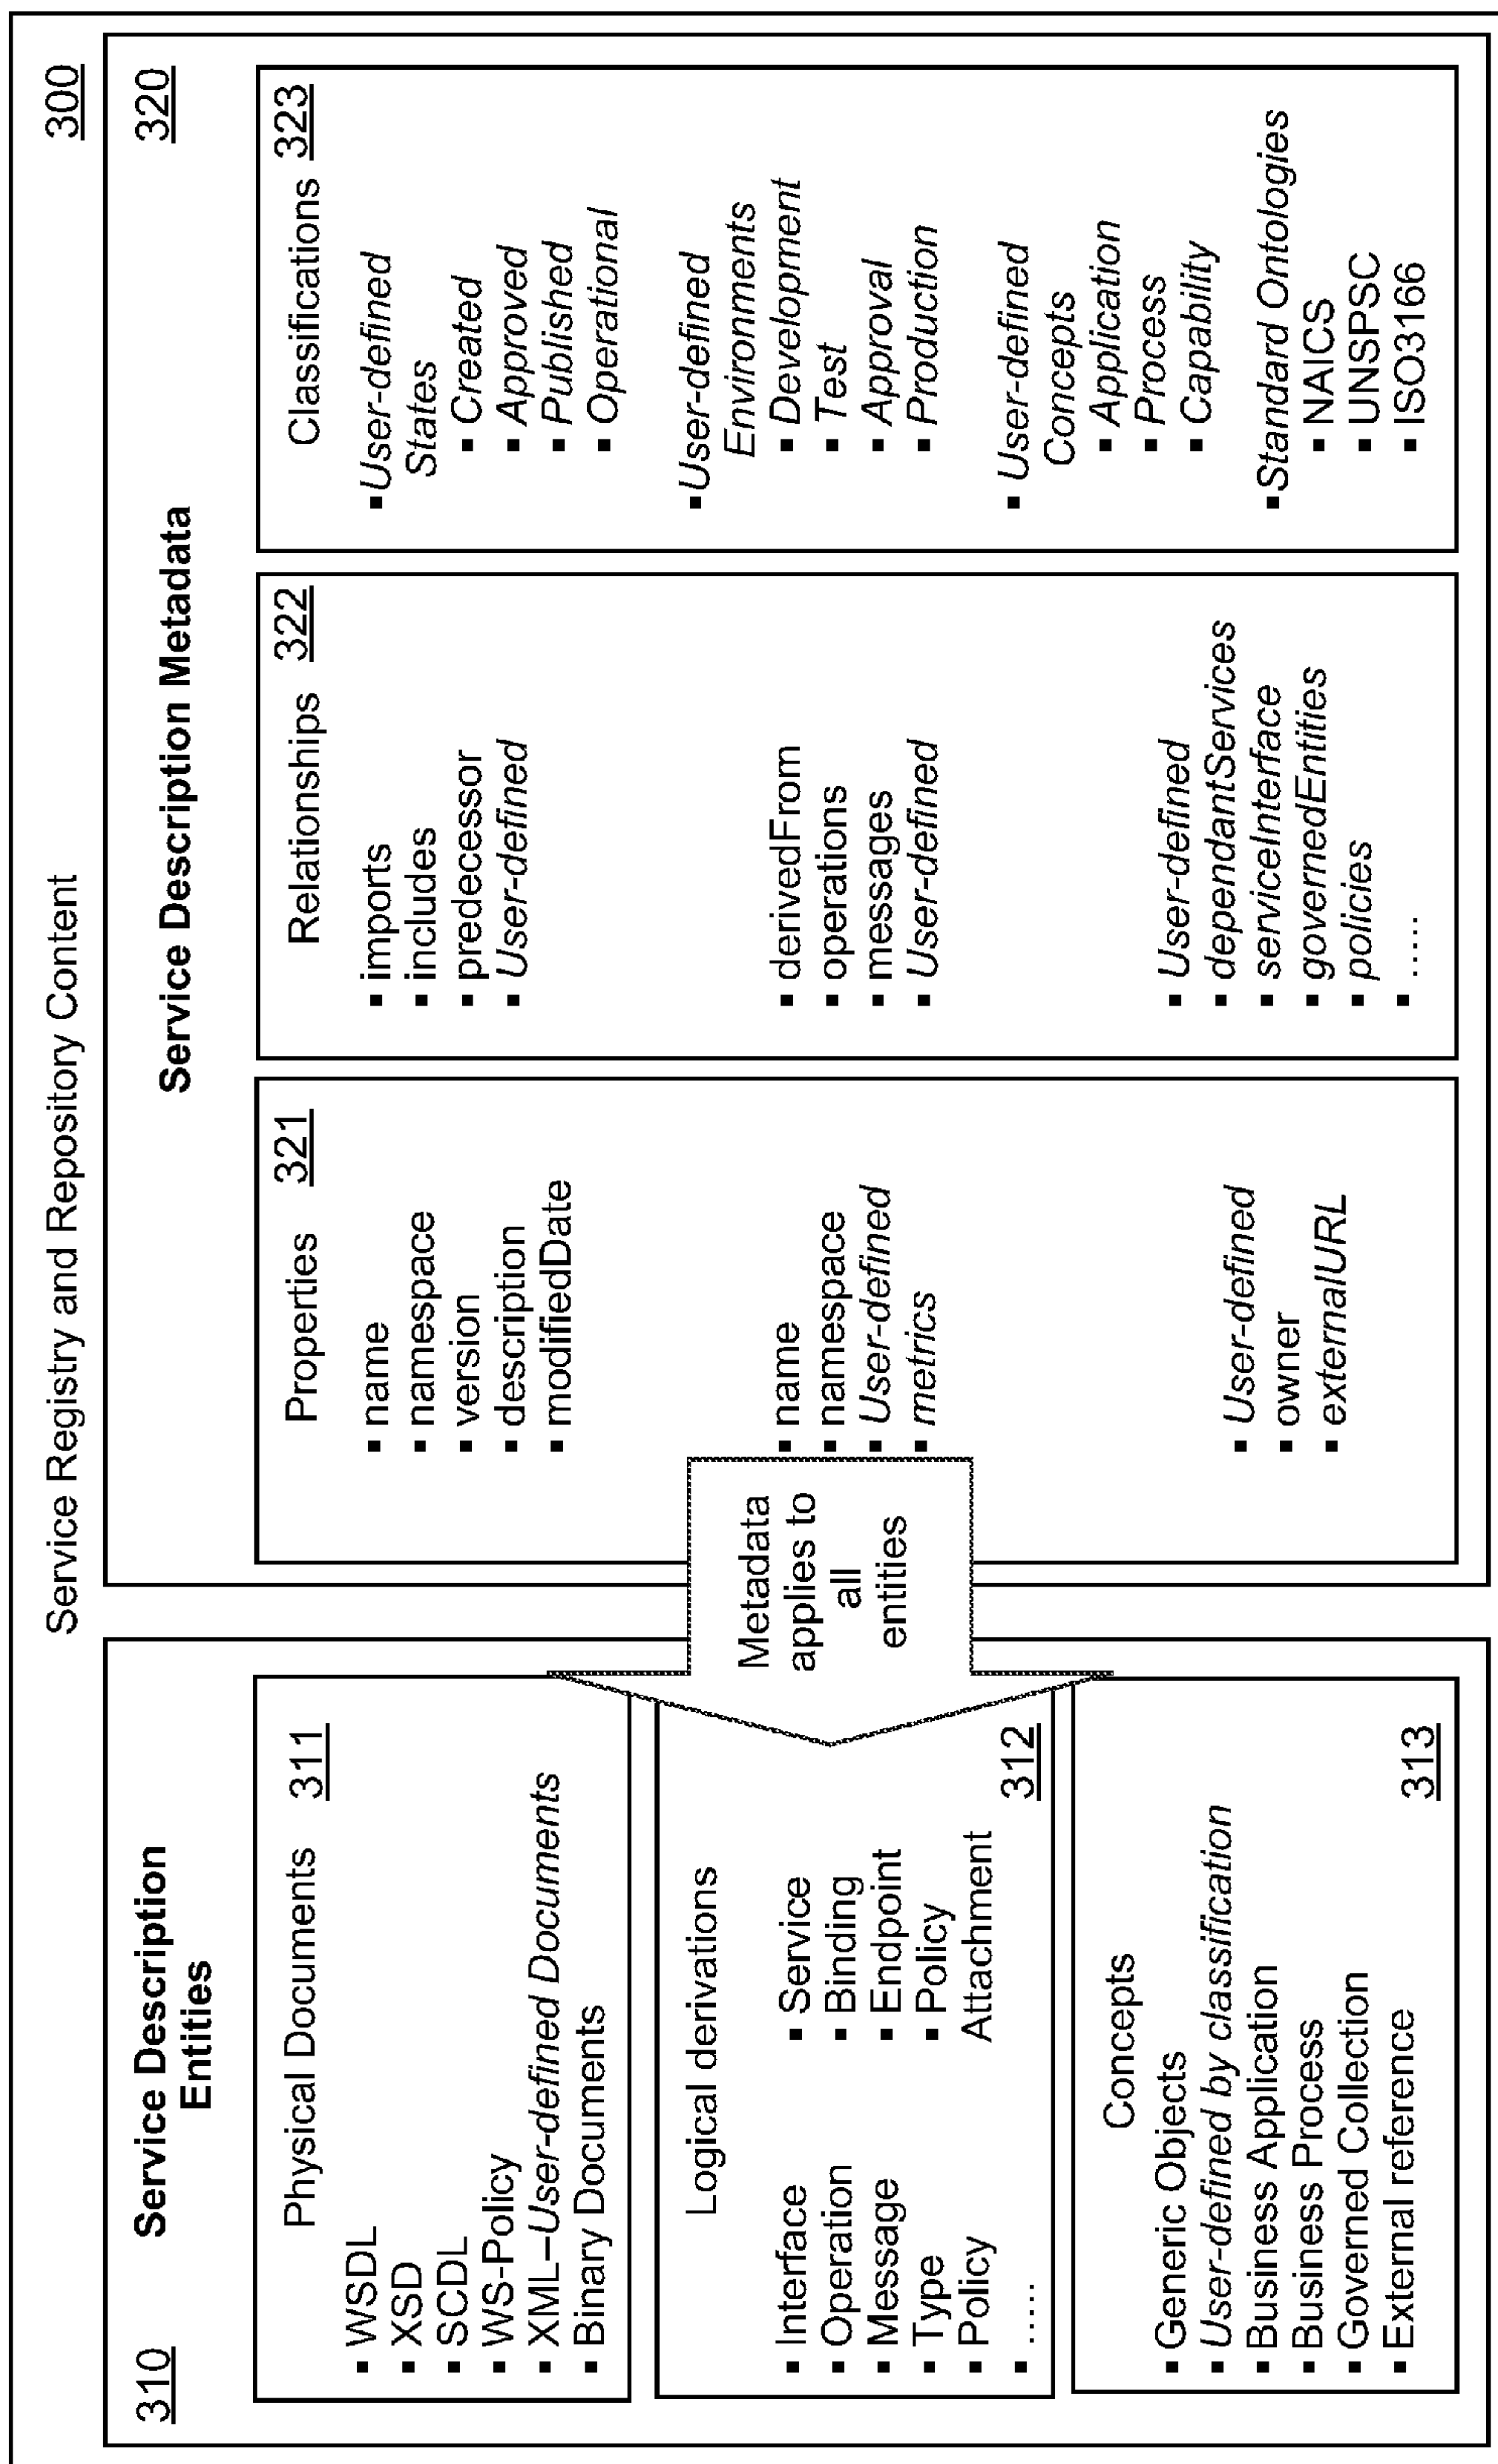 Service Registry and Repository Content
300
310
Service Description
Entities
Physical Documents
311
▪ WSDL
▪ XSD
▪ SCDL
▪ WS-Policy
▪ XML–User-defined Documents
▪ Binary Documents
Logical derivations
▪ Interface
▪ Operation
▪ Message
▪ Type
▪ Policy
▪ .....
▪ Service
▪ Binding
▪ Endpoint
▪ Policy
Attachment
312
Concepts
▪ Generic Objects
▪ User-defined by classification
▪ Business Application
▪ Business Process
▪ Governed Collection
▪ External reference
313
Metadata
applies to
all
entities
Service Description Metadata
320
Properties
321
▪ name
▪ namespace
▪ version
▪ description
▪ modifiedDate
▪ name
▪ namespace
▪ User-defined
▪ metrics
▪ User-defined
▪ owner
▪ externalURL
Relationships
322
▪ imports
▪ includes
▪ predecessor
▪ User-defined
▪ derivedFrom
▪ operations
▪ messages
▪ User-defined
▪ User-defined
▪ dependantServices
▪ serviceInterface
▪ governedEntities
▪ policies
▪ .....
Classifications
323
▪User-defined
States
▪ Created
▪ Approved
▪ Published
▪ Operational
▪User-defined
Environments
▪ Development
▪ Test
▪ Approval
▪ Production
▪ User-defined
Concepts
▪ Application
▪ Process
▪ Capability
▪Standard Ontologies
▪ NAICS
▪ UNSPSC
▪ ISO3166